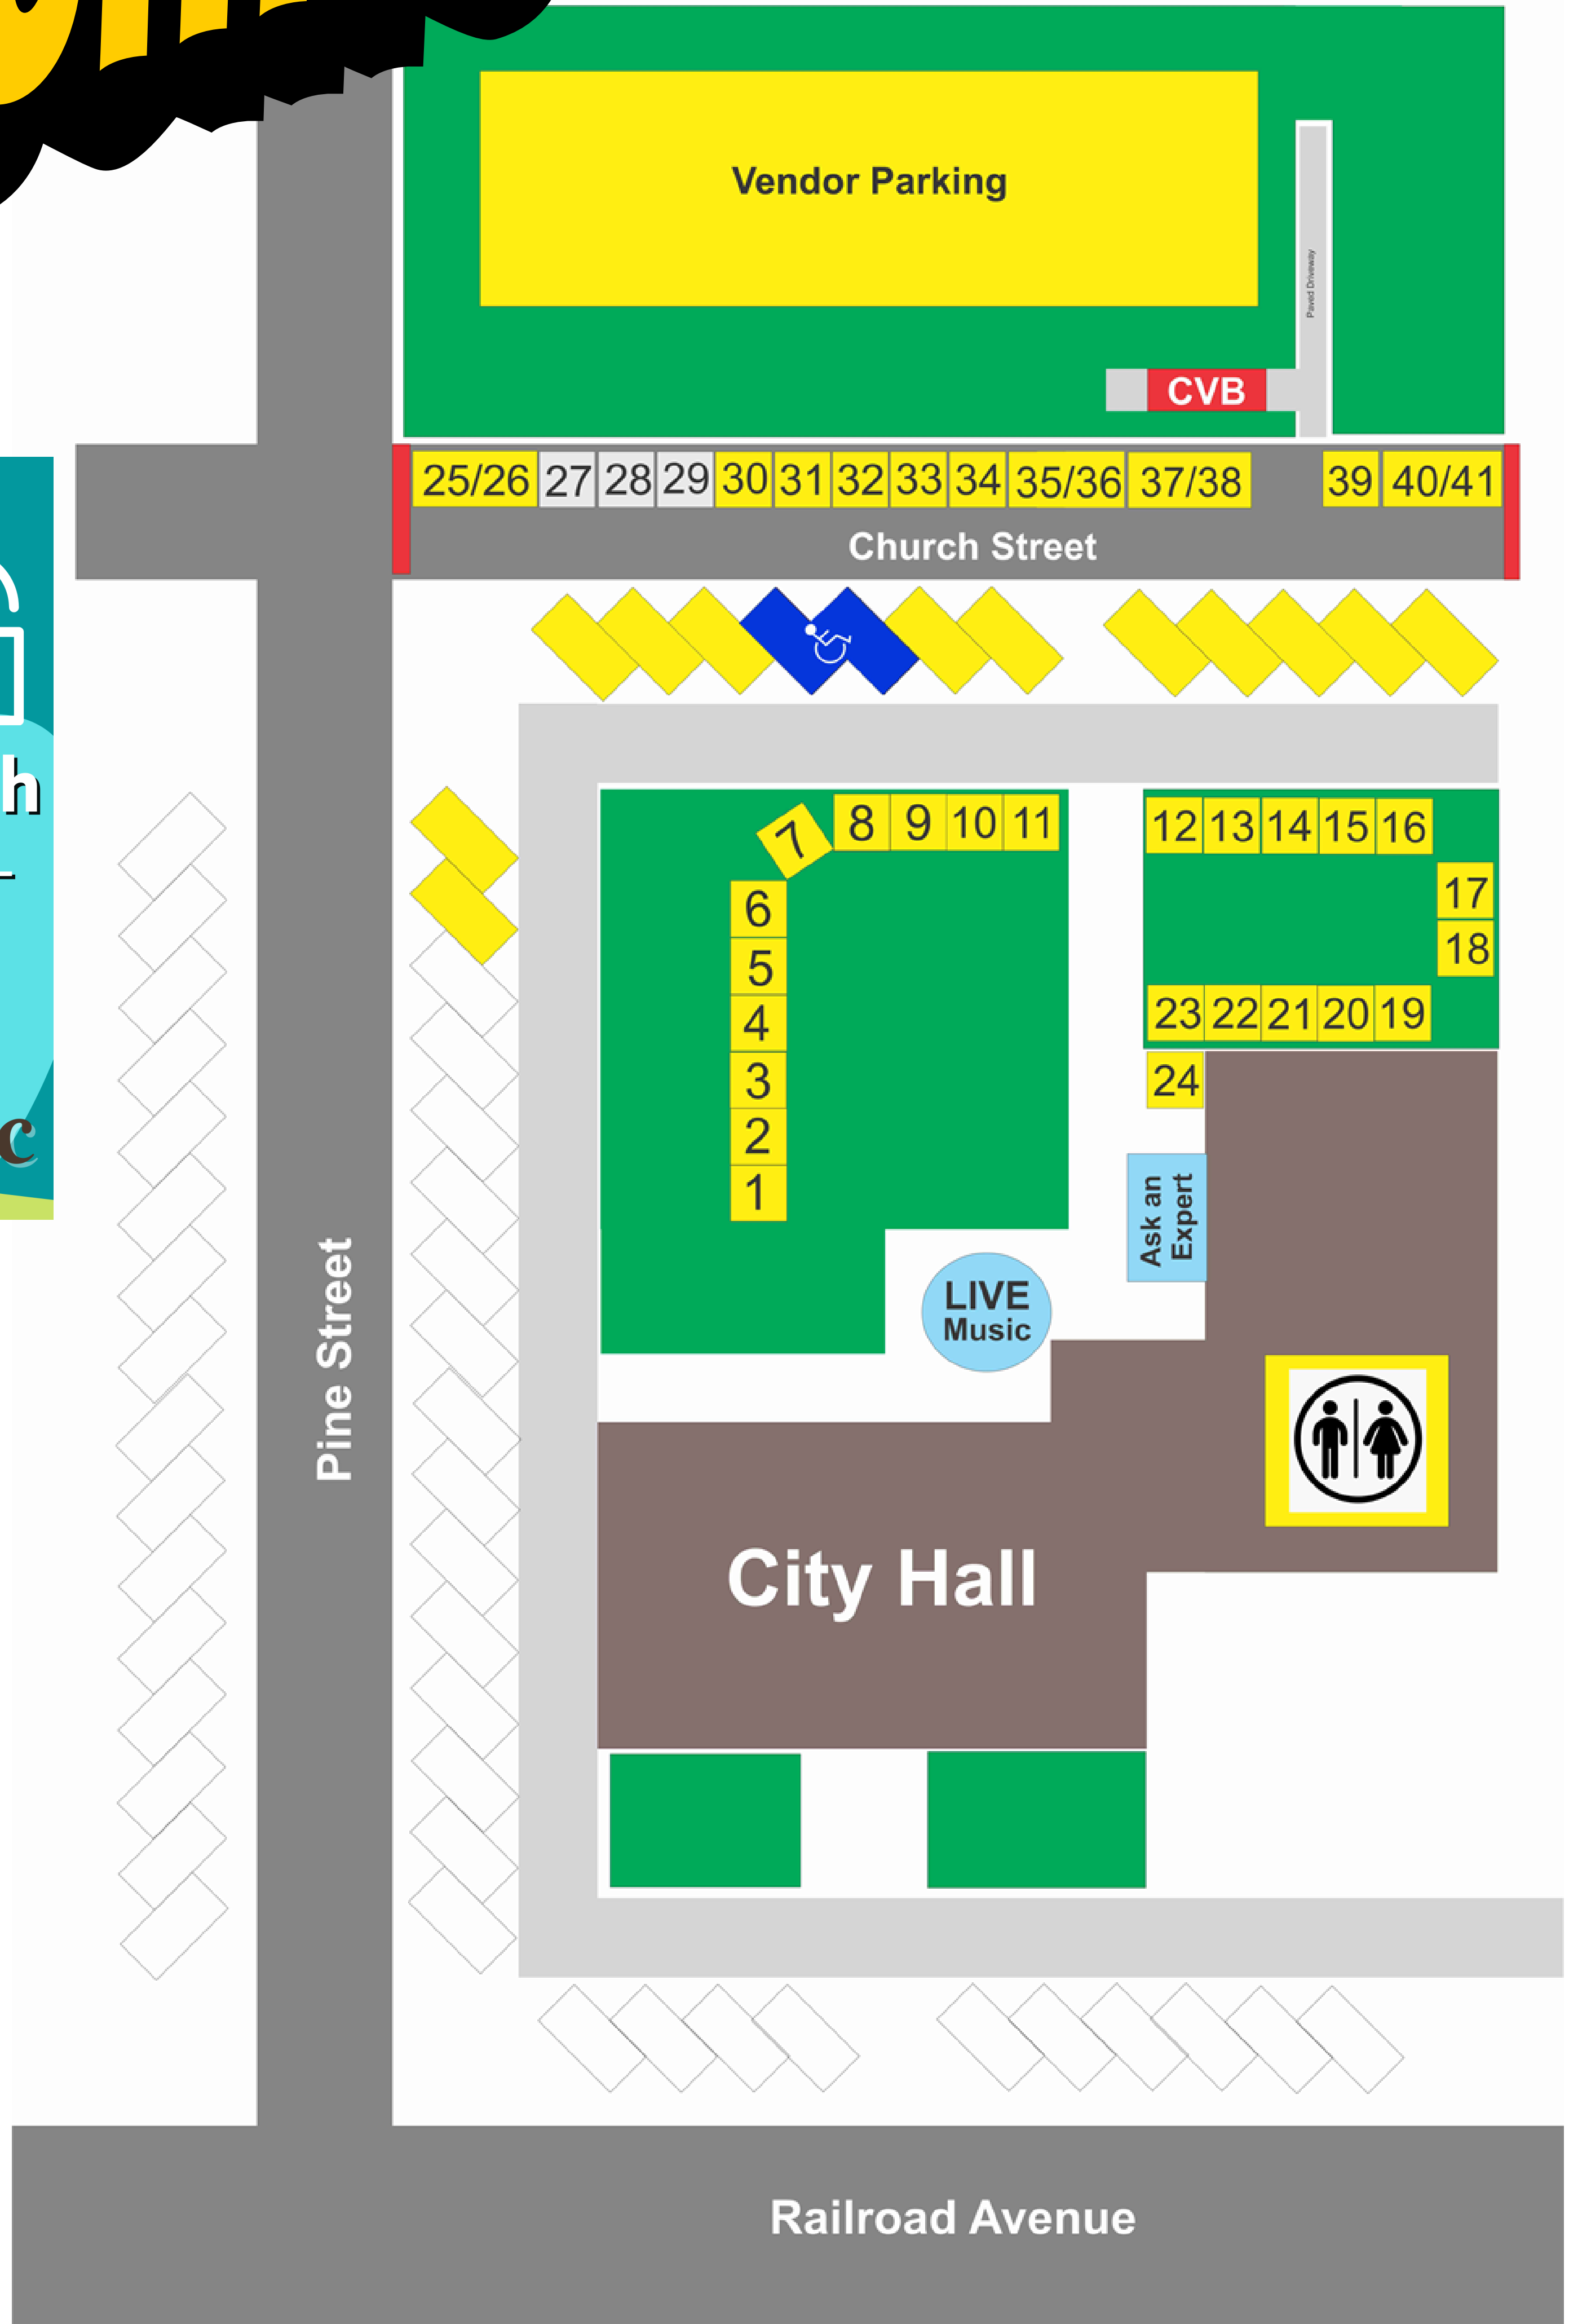 Vendor Parking
Paved Driveway
CVB
25/26 27 28 29 30 31 32 33 34 35/36 37/38 39 40/41
Church Street
h
7 8 9 10 11 12 13 14 15 16
6 17
5 18
4 23 22 21 20 19
3 24
2
1
c
Ask an
Expert
LIVE
Music
Pine Street
City Hall
Railroad Avenue